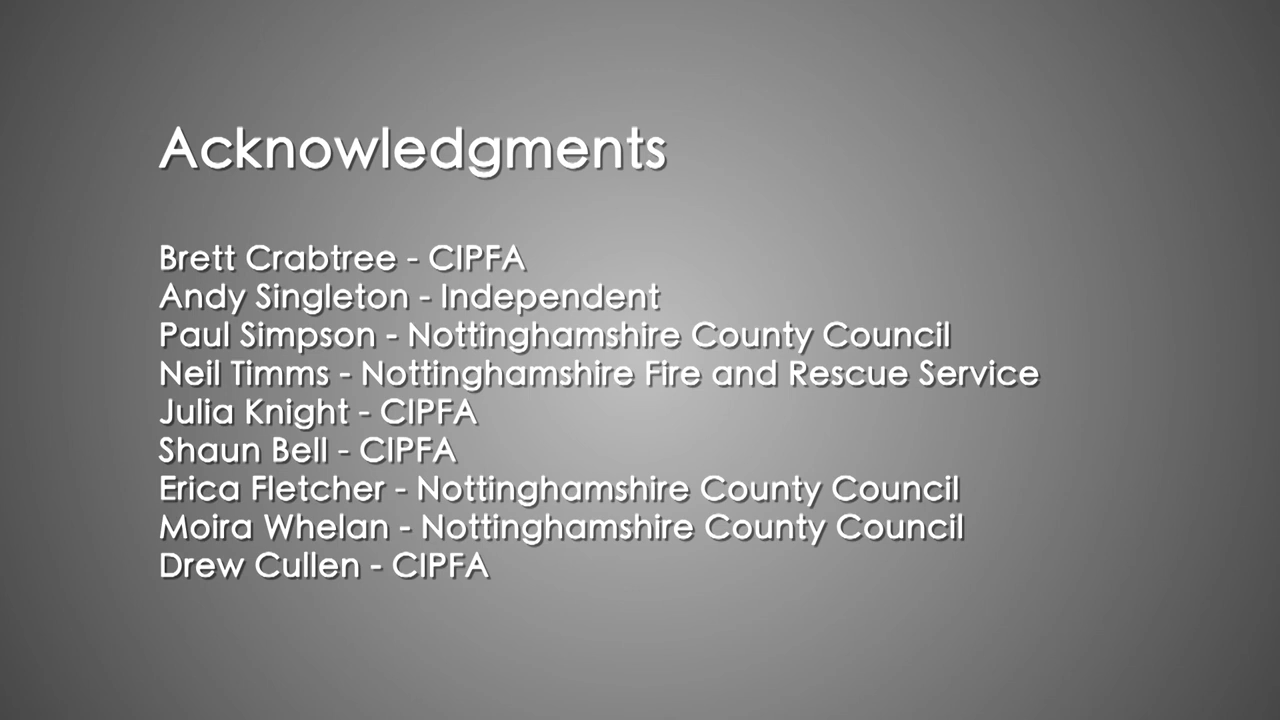 Acknowledgments
Brett Crabtree - CIPFA
Andy Singleton - Independent
Paul Simpson - Nottinghamshire County Council
Neil Timms - Nottinghamshire Fire and Rescue Service
Julia Knight - CIPFA
Shaun Bell - CIPFA
Erica Fletcher - Nottinghamshire County Council
Moira Whelan - Nottinghamshire County Council
Drew Cullen - CIPFA